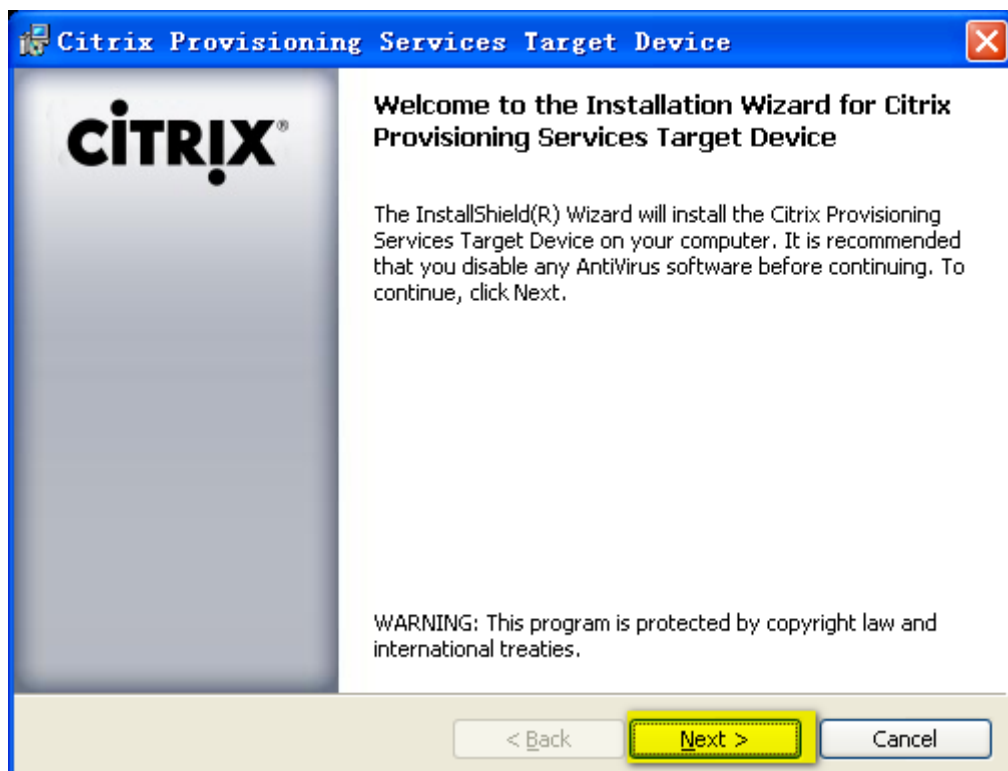 Citrix Provisioning Services Target Device
CİTRIX®
Welcome to the Installation Wizard for Citrix
Provisioning Services Target Device
The InstallShield(R) Wizard will install the Citrix Provisioning
Services Target Device on your computer. It is recommended
that you disable any AntiVirus software before continuing. To
continue, click Next.
WARNING: This program is protected by copyright law and
international treaties.
< Back
Next >
Cancel